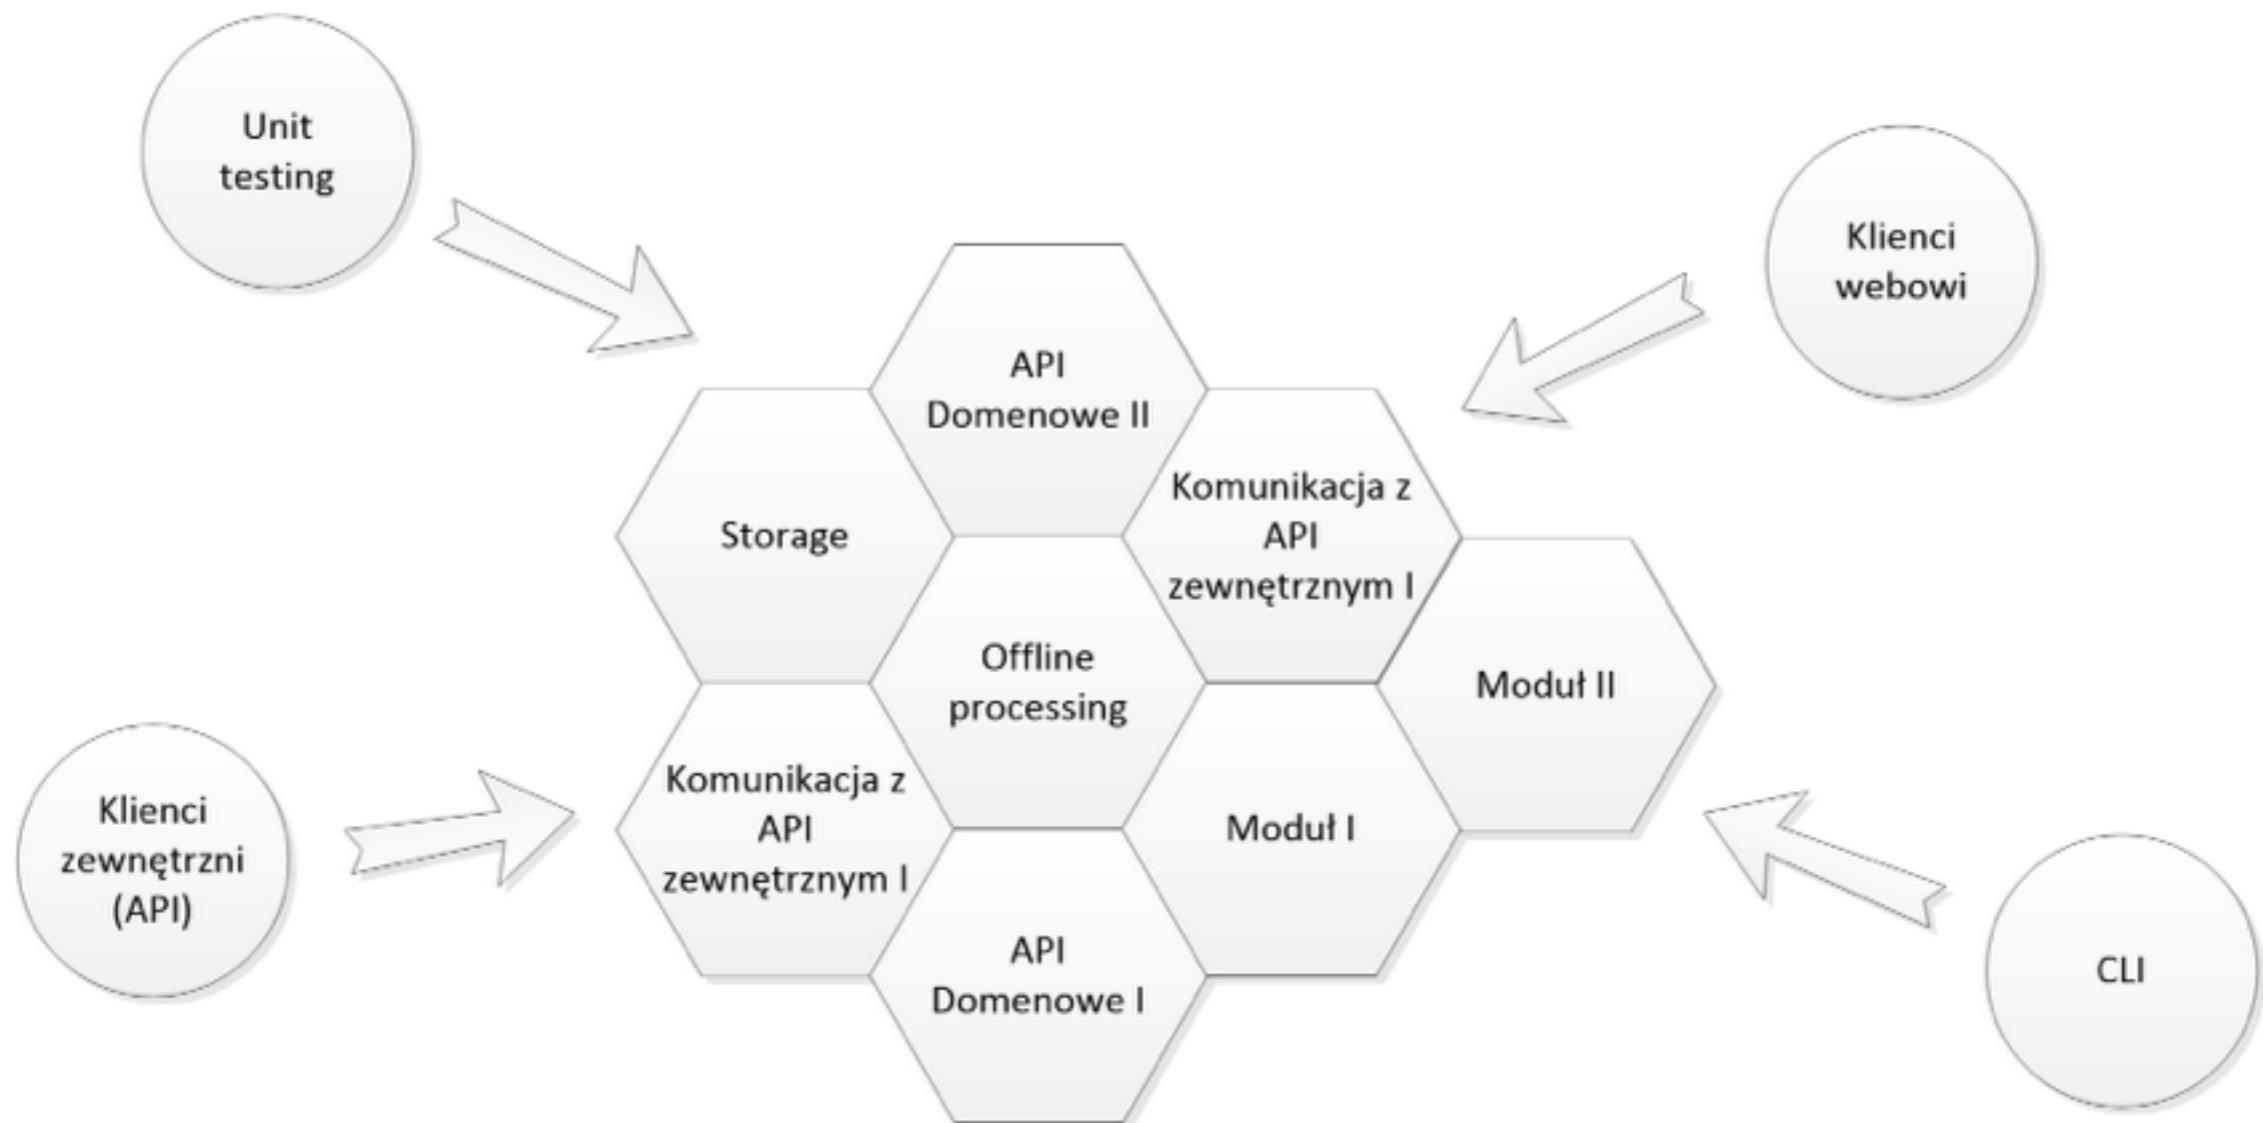 Unit
testing
Klienci
webowi
API
Domenowe II
Komunikacja z
API
zewnętrznym I
Storage
Offline
processing
Moduł II
Komunikacja z
API
zewnętrznym I
Moduł I
Klienci
zewnętrzni
(API)
API
Domenowe I
CLI